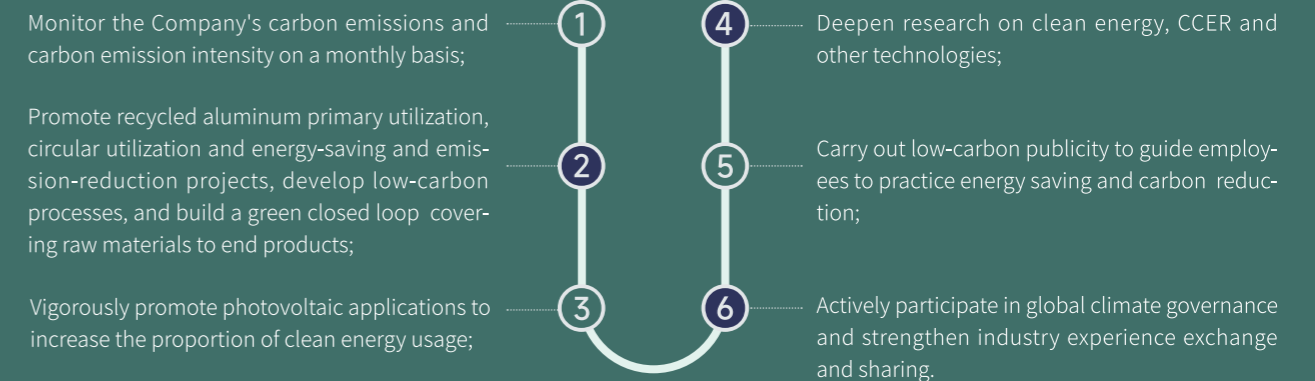 1
Monitor the Company's carbon emissions and
carbon emission intensity on a monthly basis;
2
Promote recycled aluminum primary utilization,
circular utilization and energy-saving and emis-
sion-reduction projects, develop low-carbon
processes, and build a green closed loop cover-
ing raw materials to end products;
3
Vigorously promote photovoltaic applications to
increase the proportion of clean energy usage;
4
Deepen research on clean energy, CCER and
other technologies;
5
Carry out low-carbon publicity to guide employ-
ees to practice energy saving and carbon reduc-
tion;
6
Actively participate in global climate governance
and strengthen industry experience exchange
and sharing.